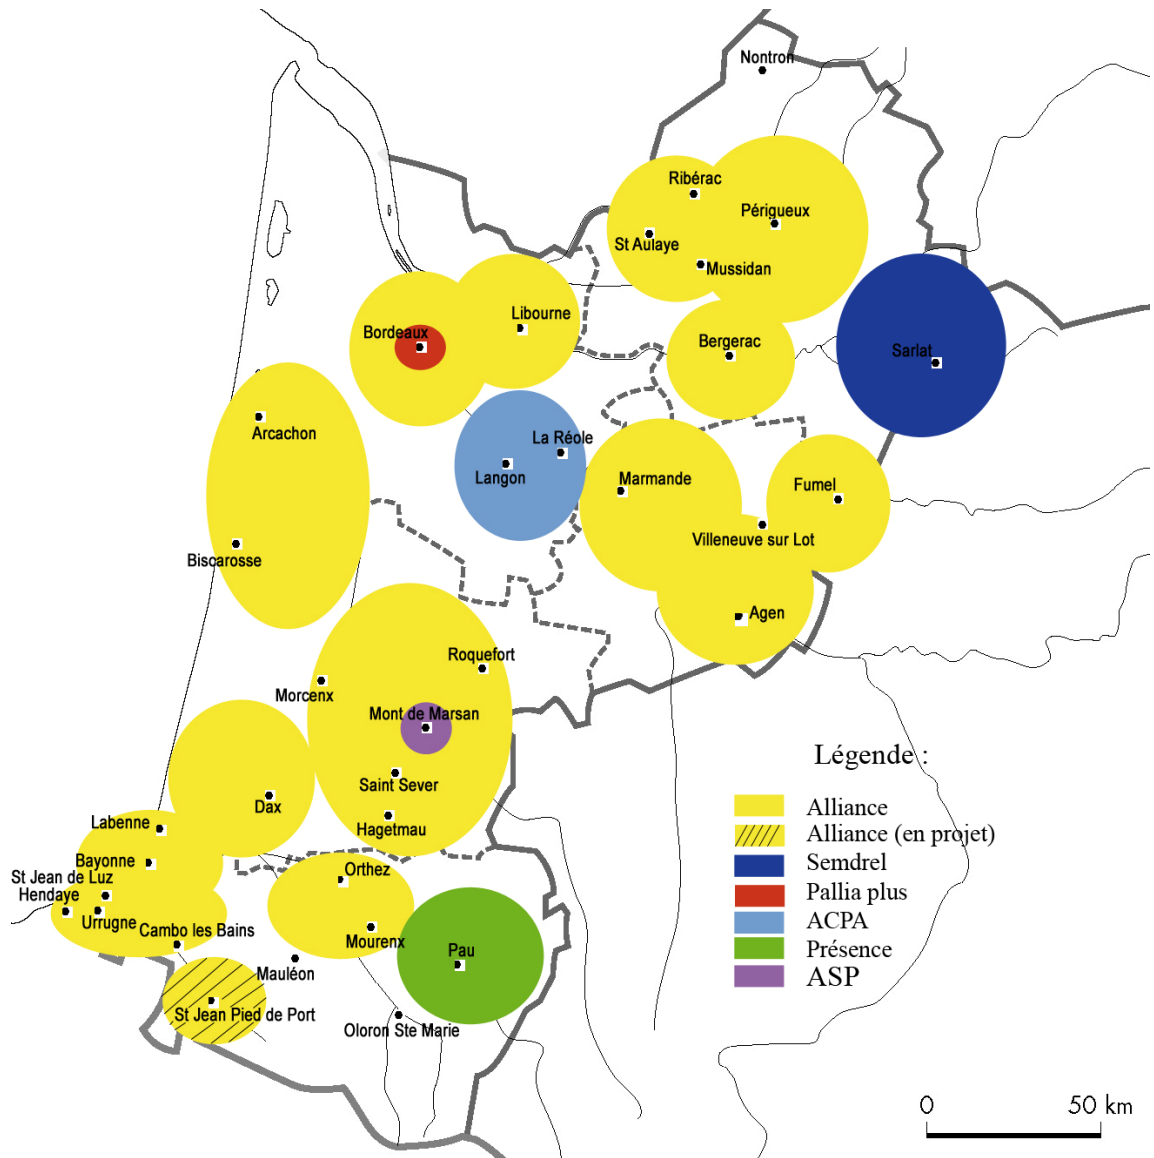 Nontron
Ribérac
Périgueux
St Aulaye
Mussidan
Libourne
Bordeaux
Bergerac
Sarlat
Arcachon
La Réole
Langon
Marmande
Fumel
Villeneuve sur Lot
Biscarosse
Agen
Roquefort
Morcenx
Mont de Marsan
Saint Sever
Dax
Hagetmau
Labenne
Bayonne
St Jean de Luz
Hendaye
Urrugne
Cambo les Bains
Orthez
Mourenx
Pau
Mauléon
St Jean Pied de Port
Oloron Ste Marie
Légende :
Alliance
Alliance (en projet)
Semdrel
Pallia plus
ACPA
Présence
ASP
0 50 km